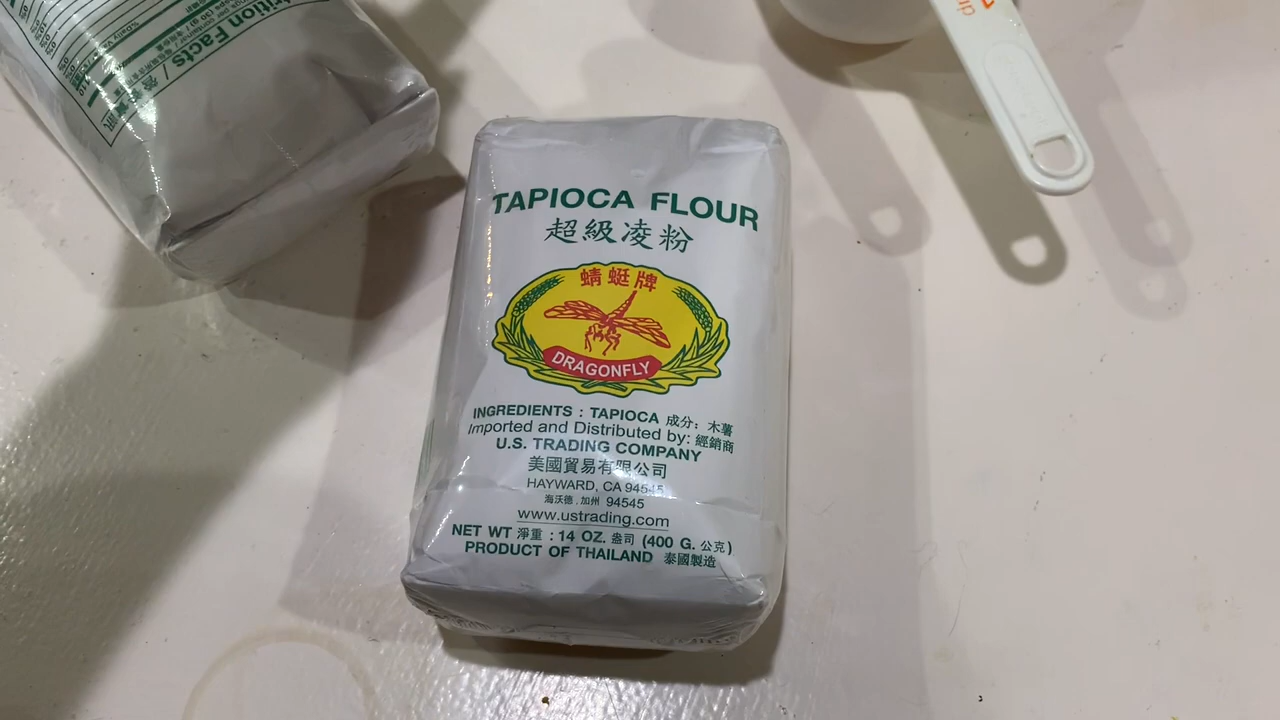 Nutrition Facts /
TAPIOCA FLOUR
超級凌粉
蜻蜓牌
DRAGONFLY
INGREDIENTS : TAPIOCA 成分: 木薯
Imported and Distributed by: 經銷商
U.S. TRADING COMPANY
美國貿易有限公司
HAYWARD, CA 94545
海沃德 , 加州 94545
www.ustrading.com
NET WT 淨重 : 14 OZ. 盎司 (400 G. 公克)
PRODUCT OF THAILAND 泰國製造